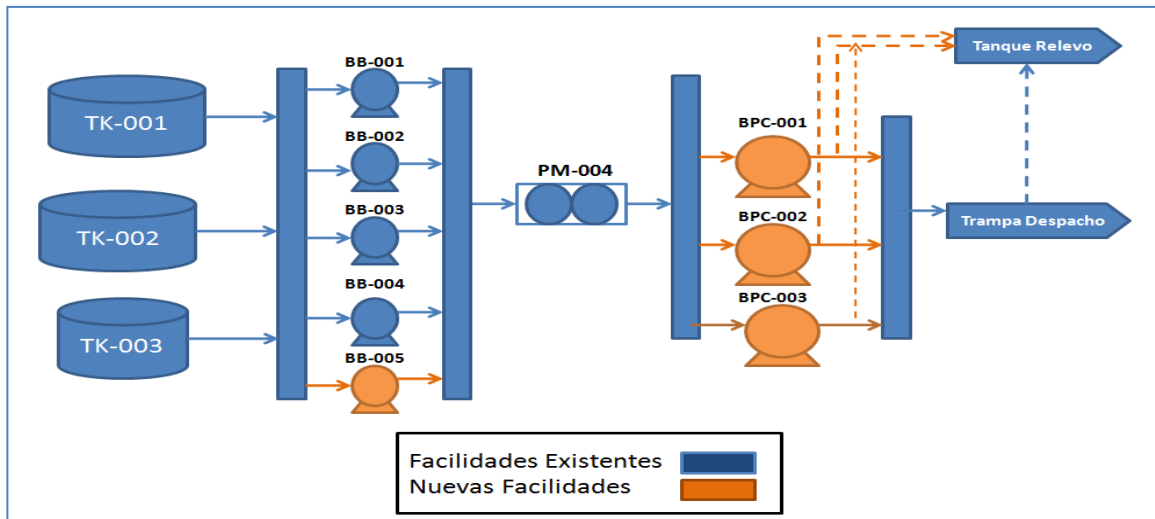 TK-001
TK-002
TK-003
BB-001
BB-002
BB-003
BB-004
BB-005
PM-004
BPC-001
BPC-002
BPC-003
Tanque Relevo
Trampa Despacho
Facilidades Existentes
Nuevas Facilidades